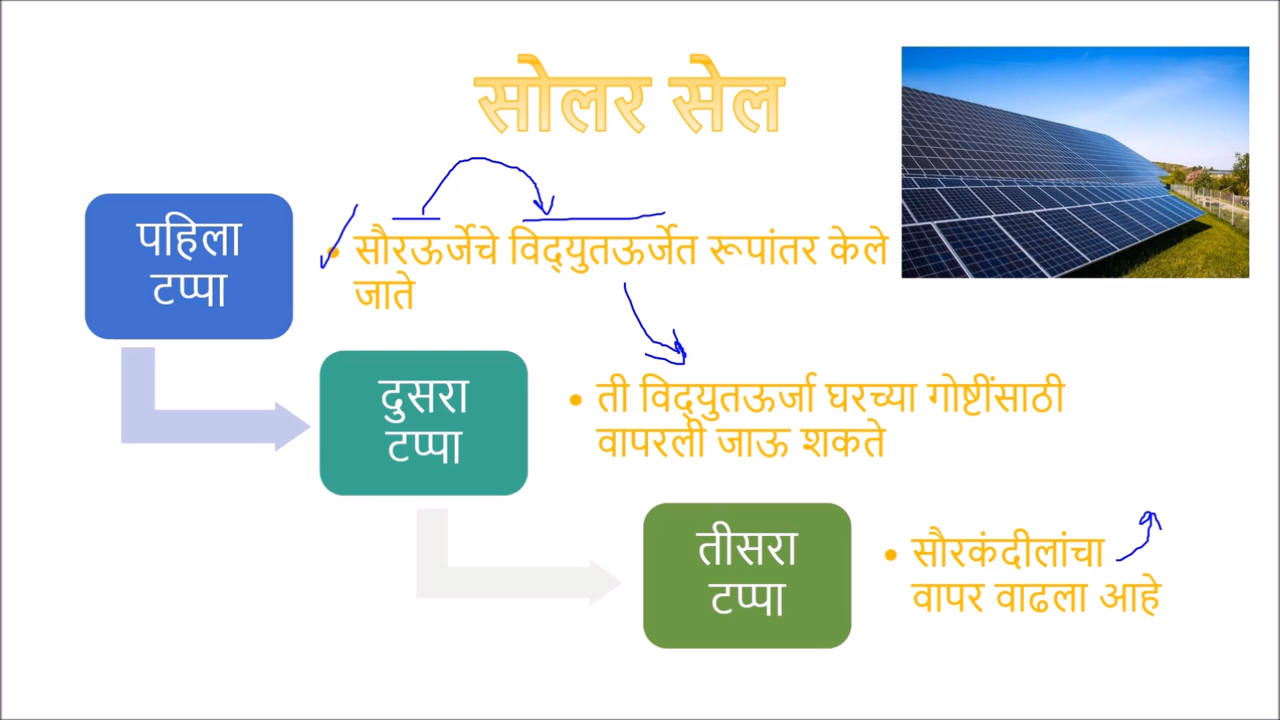 सोलर सेल
पहिला
टप्पा
• सौरऊर्जेचे विद्युतऊर्जेत रूपांतर केले
जाते
दुसरा
टप्पा
• ती विद्युतऊर्जा घरच्या गोष्टींसाठी
वापरली जाऊ शकते
तीसरा
टप्पा
• सौरकंदीलांचा
वापर वाढला आहे